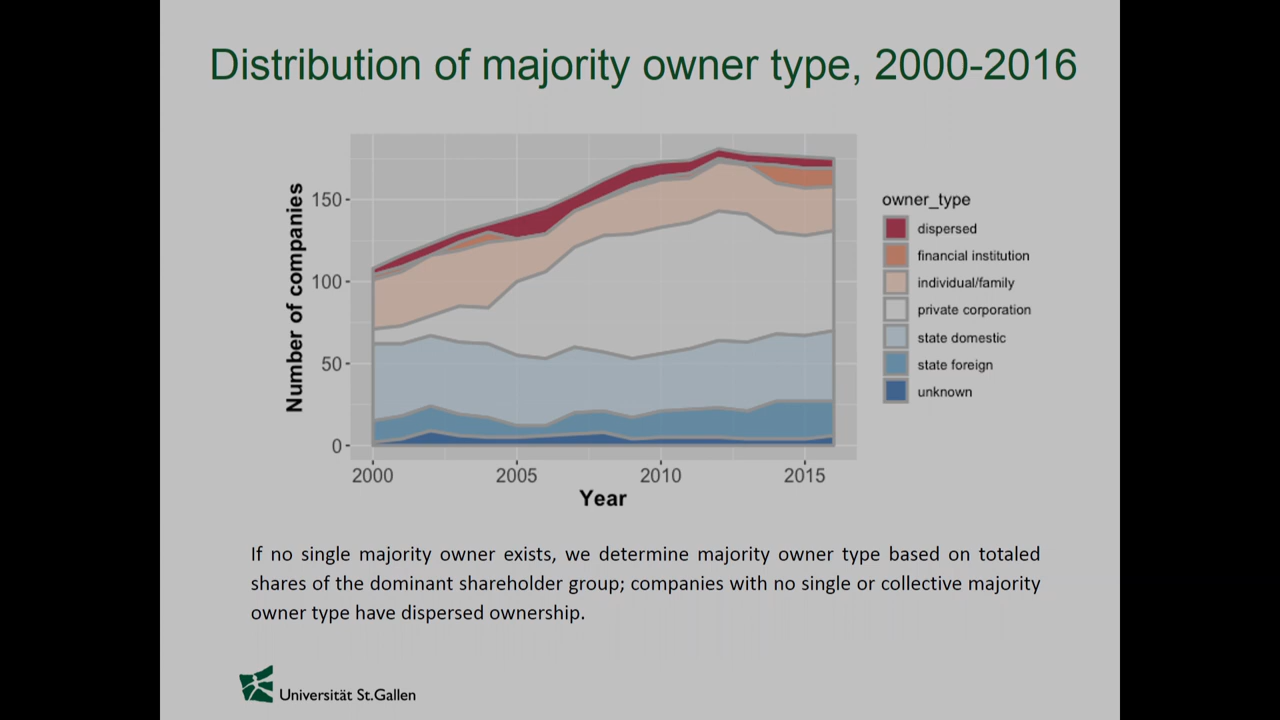 Distribution of majority owner type, 2000-2016
Number of companies
150
100
50
0
2000
2005
2010
2015
Year
owner_type
dispersed
financial institution
individual/family
private corporation
state domestic
state foreign
unknown
If no single majority owner exists, we determine majority owner type based on totaled
shares of the dominant shareholder group; companies with no single or collective majority
owner type have dispersed ownership.
Universität St.Gallen